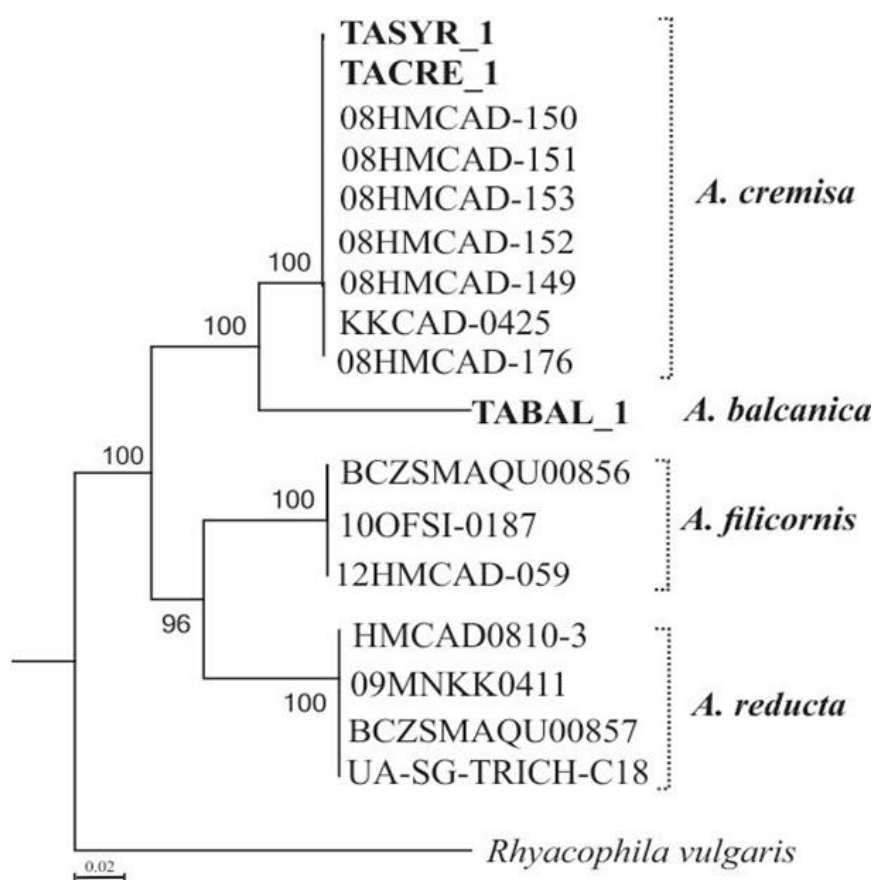 TASYR_1
TACRE_1
08HMCAD-150
08HMCAD-151
08HMCAD-153
A. cremisa
08HMCAD-152
100
08HMCAD-149
KKCAD-0425
100
08HMCAD-176
TABAL_1
A. balcanica
100
BCZSMAQU00856
100
10OFSI-0187
A. filicornis
12HMCAD-059
96
HMCAD0810-3
100
09MNKK0411
A. reducta
BCZSMAQU00857
UA-SG-TRICH-C18
Rhyacophila vulgaris
0.02